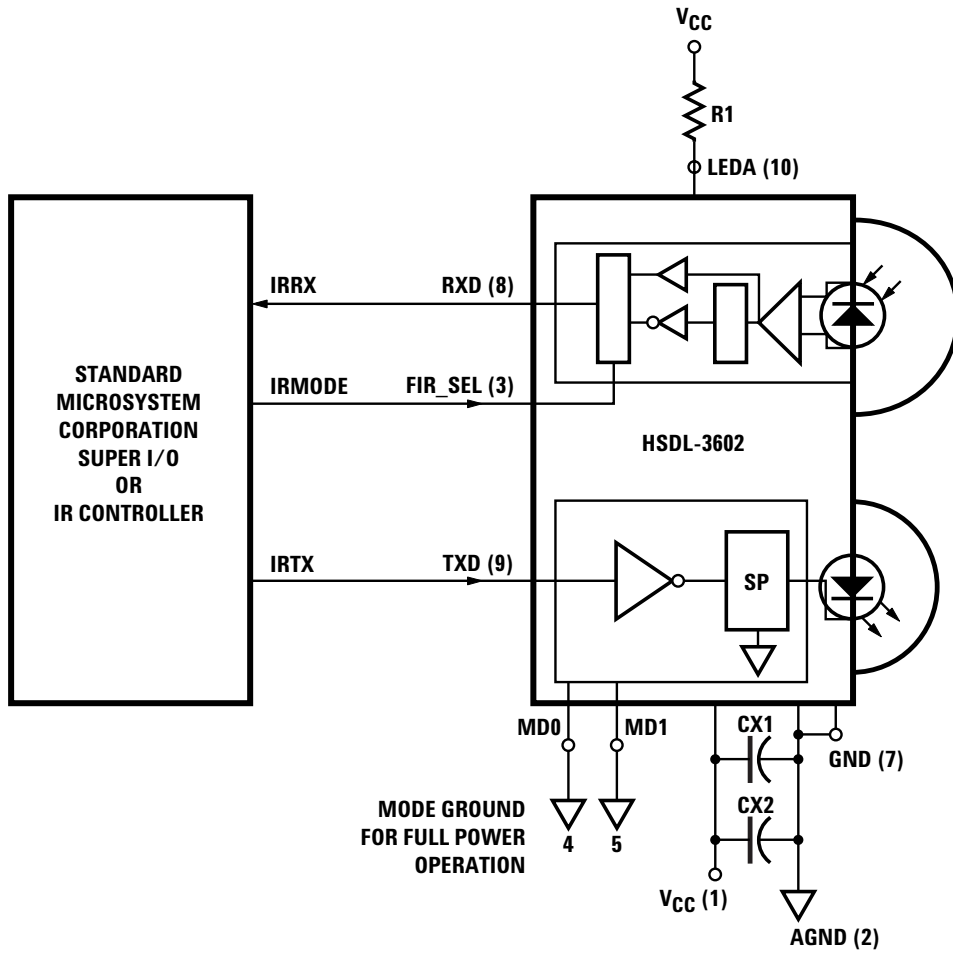 VCC
R1
LEDA (10)
IRRX
RXD (8)
STANDARD
MICROSYSTEM
CORPORATION
SUPER I/O
OR
IR CONTROLLER
IRMODE
FIR_SEL (3)
HSDL-3602
IRTX
TXD (9)
SP
MD0
MD1
CX1
GND (7)
MODE GROUND
FOR FULL POWER
OPERATION
4
5
CX2
VCC (1)
AGND (2)